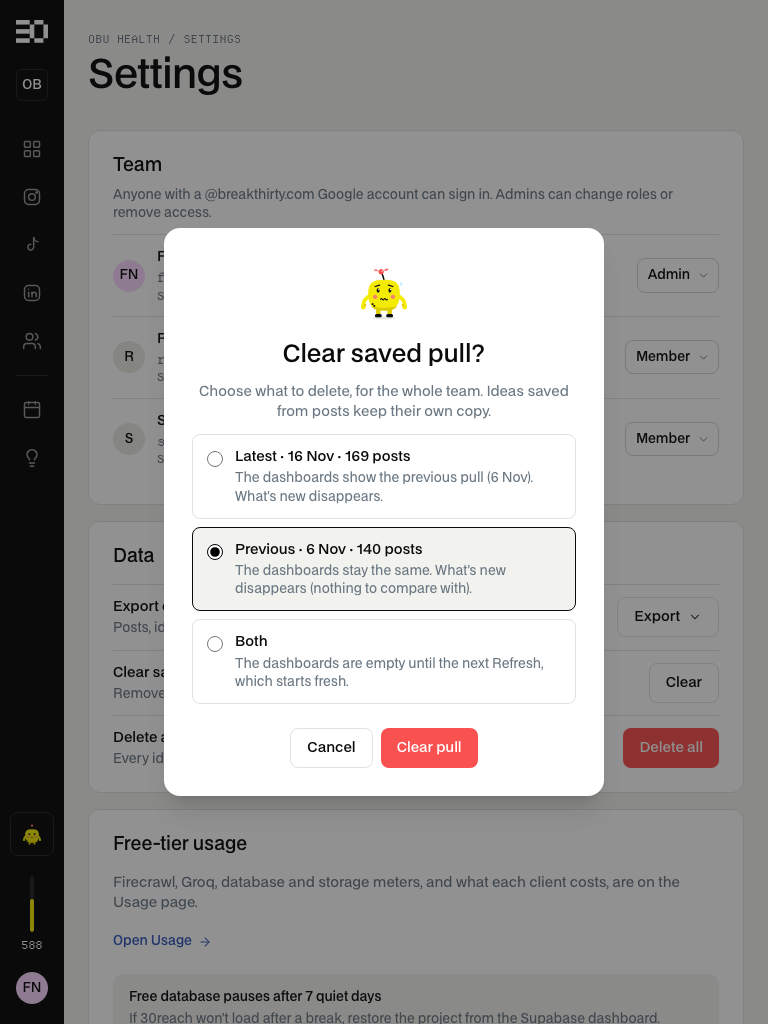 OB
OBU HEALTH / SETTINGS
Settings
Team
Anyone with a @breakthirty.com Google account can sign in. Admins can change roles or
remove access.
FN
Admin
R
Member
S
Member
Clear saved pull?
Choose what to delete, for the whole team. Ideas saved
from posts keep their own copy.
Latest · 16 Nov · 169 posts
The dashboards show the previous pull (6 Nov).
What's new disappears.
Previous · 6 Nov · 140 posts
The dashboards stay the same. What's new
disappears (nothing to compare with).
Both
The dashboards are empty until the next Refresh,
which starts fresh.
Cancel
Clear pull
Data
Export
Export
Posts,
Clear
Clear
Remove
Delete
Delete all
Every
Free-tier usage
Firecrawl, Groq, database and storage meters, and what each client costs, are on the
Usage page.
Open Usage →
Free database pauses after 7 quiet days
If 30reach won't load after a break, restore the project from the Supabase dashboard.
588
FN